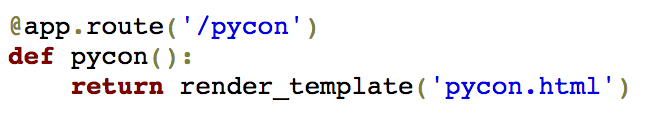 @app.route('/pycon')
def pycon():
    return render_template('pycon.html')